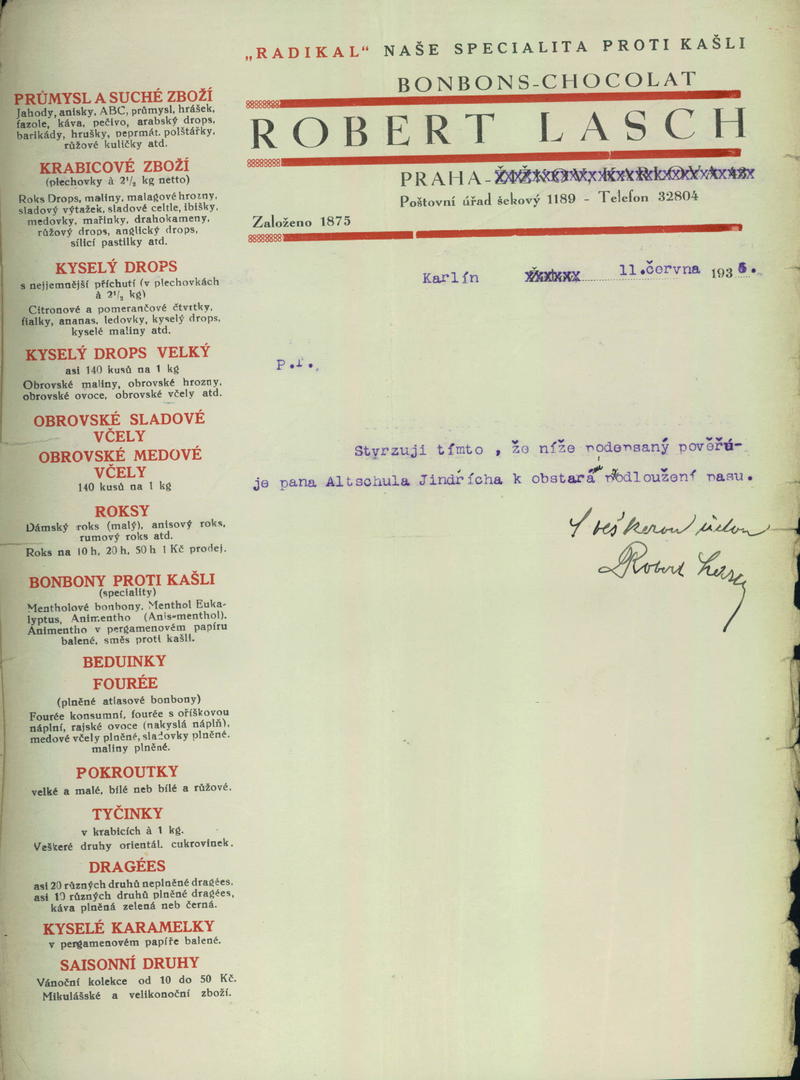 „RADIKAL“ NAŠE SPECIALITA PROTI KAŠLI
BONBONS-CHOCOLAT
ROBERT LASCH
PRAHA-
Poštovní úřad šekový 1189 - Telefon 32804
Založeno 1875
Karlín 11.června 1936.
P.T.,
Stvrzuji tímto , že níže podepsaný pověřu-
je pana Altschula Jindřicha k obstará podloužení pasu.
S veškerou úctou
Robert Lasch
PRŮMYSL A SUCHÉ ZBOŽÍ
Jahody, anisky, ABC, průmysl, hrášek,
fazole, káva, pečivo, arabský drops,
barikády, hrušky, peprmát. polštářky,
růžové kuličky atd.
KRABICOVÉ ZBOŽÍ
(plechovky à 2¹/₂ kg netto)
Roks Drops, maliny, malagové hrozny,
sladový výtažek, sladové celtle, ibišky,
medovky, mařinky, drahokameny,
růžový drops, anglický drops,
sílící pastilky atd.
KYSELÝ DROPS
s nejjemnější příchutí (v plechovkách
à 2¹/₂ kg)
Citronové a pomerančové čtvrtky,
fialky, ananas, ledovky, kyselý drops,
kyselé maliny atd.
KYSELÝ DROPS VELKÝ
asi 140 kusů na 1 kg
Obrovské maliny, obrovské hrozny,
obrovské ovoce, obrovské včely atd.
OBROVSKÉ SLADOVÉ
VČELY
OBROVSKÉ MEDOVÉ
VČELY
140 kusů na 1 kg
ROKSY
Dámský roks (malý), anisový roks,
rumový roks atd.
Roks na 10 h, 20 h, 50 h 1 Kč prodej.
BONBONY PROTI KAŠLI
(speciality)
Mentholové bonbony, Menthol Euka-
lyptus, Animentho (Anis-menthol).
Animentho v pergamenovém papíru
balené, směs proti kašli.
BEDUINKY
FOURÉE
(plněné atlasové bonbony)
Fourée konsumní, fourée s oříškovou
náplní, rajské ovoce (nakyslá náplň),
medové včely plněné, sladovky plněné,
maliny plněné.
POKROUTKY
velké a malé, bílé neb bílé a růžové.
TYČINKY
v krabicích à 1 kg.
Veškeré druhy orientál. cukrovinek.
DRAGÉES
asi 20 různých druhů neplněné dragées,
asi 10 různých druhů plněné dragées,
káva plněná zelená neb černá.
KYSELÉ KARAMELKY
v pergamenovém papíře balené.
SAISONNÍ DRUHY
Vánoční kolekce od 10 do 50 Kč.
Mikulášské a velikonoční zboží.